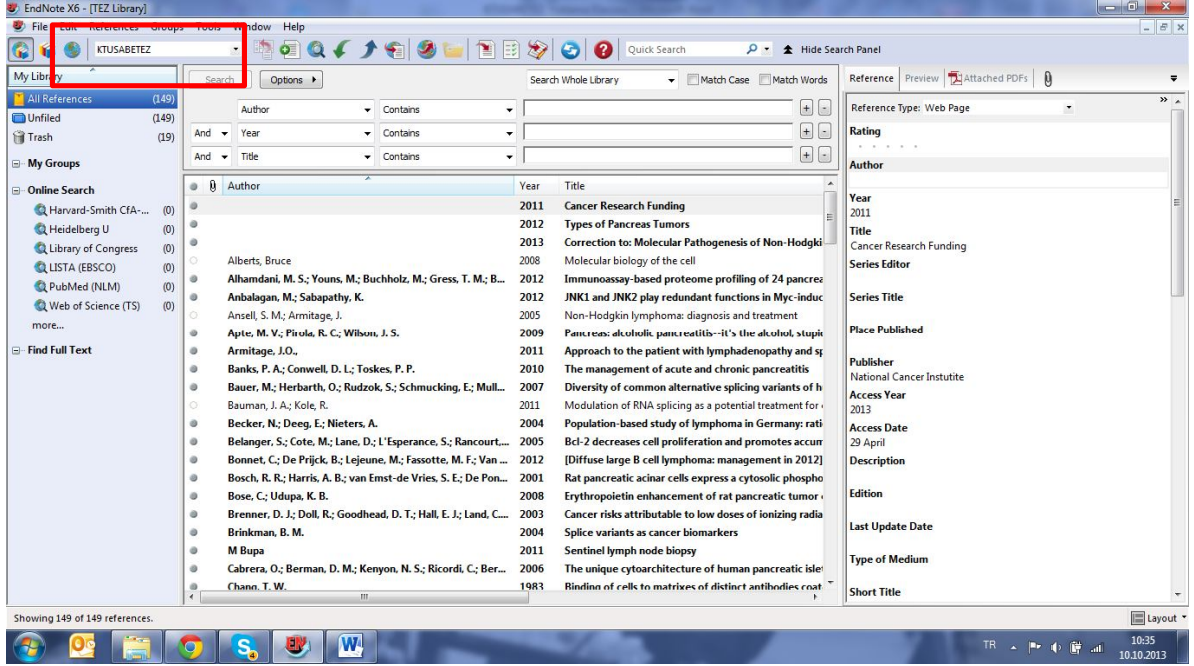 EndNote X6 - [TEZ Library]
File Edit References Groups Tools Window Help
KTUSABETEZ
Quick Search
Hide Search Panel
My Library
All References (149)
Unfiled (149)
Trash (19)
My Groups
Online Search
Harvard-Smith CfA-... (0)
Heidelberg U (0)
Library of Congress (0)
LISTA (EBSCO) (0)
PubMed (NLM) (0)
Web of Science (TS) (0)
more...
Find Full Text
Search Options Search Whole Library Match Case Match Words
Author Contains + -
And Year Contains + -
And Title Contains + -
Author Year Title
2011 Cancer Research Funding
2012 Types of Pancreas Tumors
2013 Correction to: Molecular Pathogenesis of Non-Hodgki
Alberts, Bruce 2008 Molecular biology of the cell
Alhamdani, M. S.; Youns, M.; Buchholz, M.; Gress, T. M.; B... 2012 Immunoassay-based proteome profiling of 24 pancrea
Anbalagan, M.; Sabapathy, K. 2012 JNK1 and JNK2 play redundant functions in Myc-induc
Ansell, S. M.; Armitage, J. 2005 Non-Hodgkin lymphoma: diagnosis and treatment
Apte, M. V.; Pirola, R. C.; Wilson, J. S. 2009 Pancreas: alcoholic pancreatitis--it's the alcohol, stupid
Armitage, J.O., 2011 Approach to the patient with lymphadenopathy and sp
Banks, P. A.; Conwell, D. L.; Toskes, P. P. 2010 The management of acute and chronic pancreatitis
Bauer, M.; Herbarth, O.; Rudzok, S.; Schmucking, E.; Mull... 2007 Diversity of common alternative splicing variants of h
Bauman, J. A.; Kole, R. 2011 Modulation of RNA splicing as a potential treatment for
Becker, N.; Deeg, E.; Nieters, A. 2004 Population-based study of lymphoma in Germany: rati
Belanger, S.; Cote, M.; Lane, D.; L'Esperance, S.; Rancourt,... 2005 Bcl-2 decreases cell proliferation and promotes accum
Bonnet, C.; De Prijck, B.; Lejeune, M.; Fassotte, M. F.; Van ... 2012 [Diffuse large B cell lymphoma: management in 2012]
Bosch, R. R.; Harris, A. B.; van Emst-de Vries, S. E.; De Pon... 2001 Rat pancreatic acinar cells express a cytosolic phospho
Bose, C.; Udupa, K. B. 2008 Erythropoietin enhancement of rat pancreatic tumor
Brenner, D. J.; Doll, R.; Goodhead, D. T.; Hall, E. J.; Land, C.... 2003 Cancer risks attributable to low doses of ionizing radia
Brinkman, B. M. 2004 Splice variants as cancer biomarkers
M Bupa 2011 Sentinel lymph node biopsy
Cabrera, O.; Berman, D. M.; Kenyon, N. S.; Ricordi, C.; Ber... 2006 The unique cytoarchitecture of human pancreatic islet
Chang, T. W. 1983 Binding of cells to matrixes of distinct antibodies coat
Reference Preview Attached PDFs
Reference Type: Web Page
Rating
Author
Year
2011
Title
Cancer Research Funding
Series Editor
Series Title
Place Published
Publisher
National Cancer Instutite
Access Year
2013
Access Date
29 April
Description
Edition
Last Update Date
Type of Medium
Short Title
Showing 149 of 149 references.
Layout
TR
10:35
10.10.2013